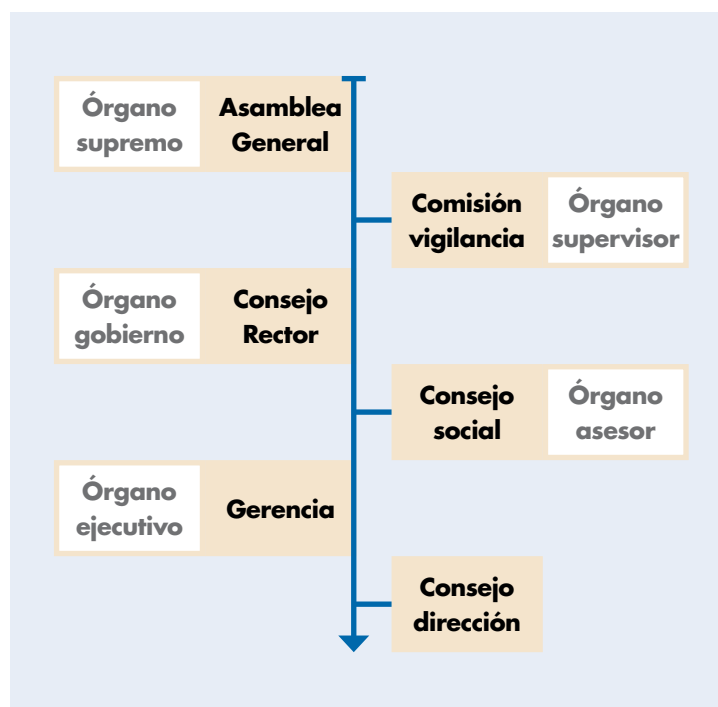 Órgano
supremo
Asamblea
General
Comisión
vigilancia
Órgano
supervisor
Órgano
gobierno
Consejo
Rector
Consejo
social
Órgano
asesor
Órgano
ejecutivo
Gerencia
Consejo
dirección